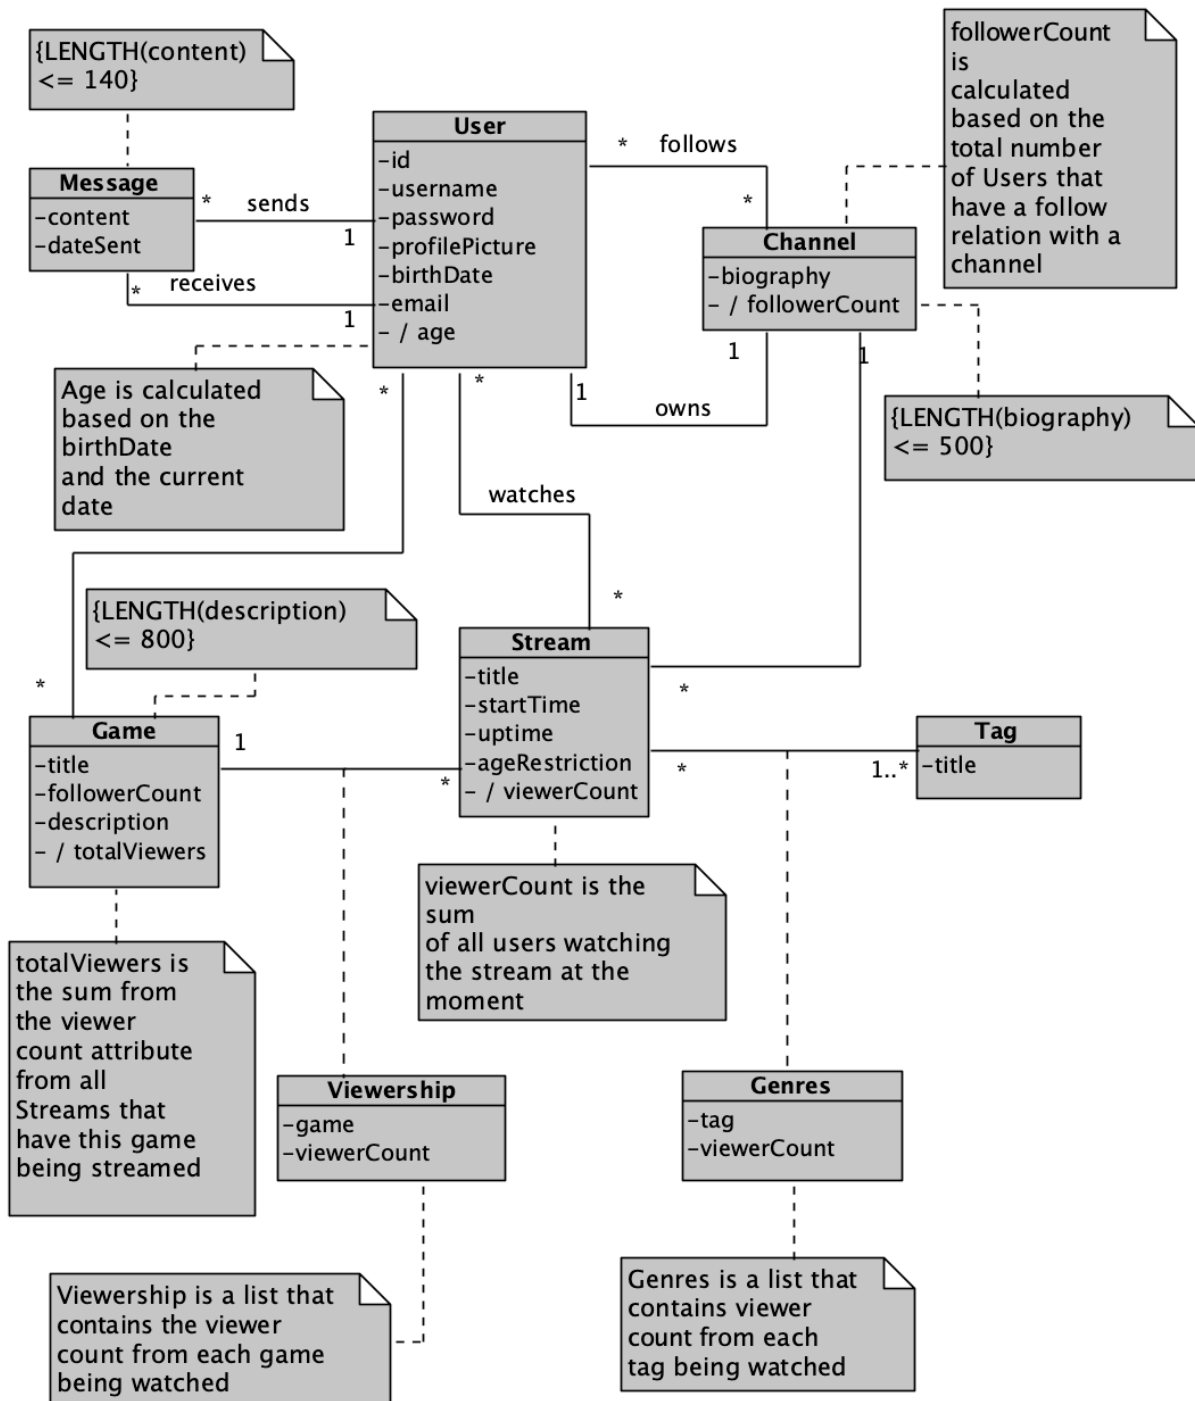 {LENGTH(content)
<= 140}
followerCount
is
calculated
based on the
total number
of Users that
have a follow
relation with a
channel
User
-id
-username
-password
-profilePicture
-birthDate
-email
- / age
* follows
*
Message
-content
-dateSent
* sends
1
receives
*
1
Channel
-biography
- / followerCount
1
1
1
owns
{LENGTH(biography)
<= 500}
Age is calculated
based on the
birthDate
and the current
date
*
*
watches
*
{LENGTH(description)
<= 800}
*
Stream
-title
-startTime
-uptime
-ageRestriction
- / viewerCount
*
Game
-title
-followerCount
-description
- / totalViewers
1
*
*
1..*
Tag
-title
viewerCount is the
sum
of all users watching
the stream at the
moment
totalViewers is
the sum from
the viewer
count attribute
from all
Streams that
have this game
being streamed
Viewership
-game
-viewerCount
Genres
-tag
-viewerCount
Viewership is a list that
contains the viewer
count from each game
being watched
Genres is a list that
contains viewer
count from each
tag being watched